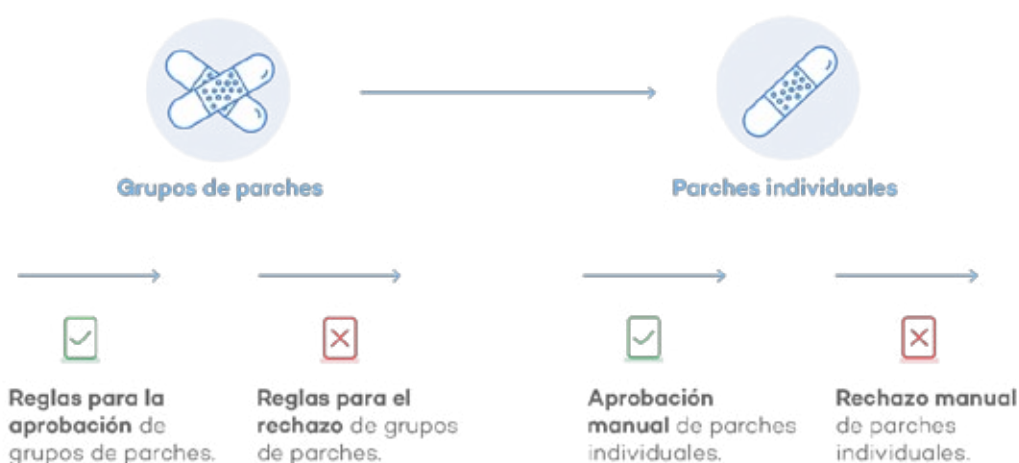 Grupos de parches
Parches individuales
Reglas para la
aprobación de
grupos de parches.
Reglas para el
rechazo de grupos
de parches.
Aprobación
manual de parches
individuales.
Rechazo manual
de parches
individuales.